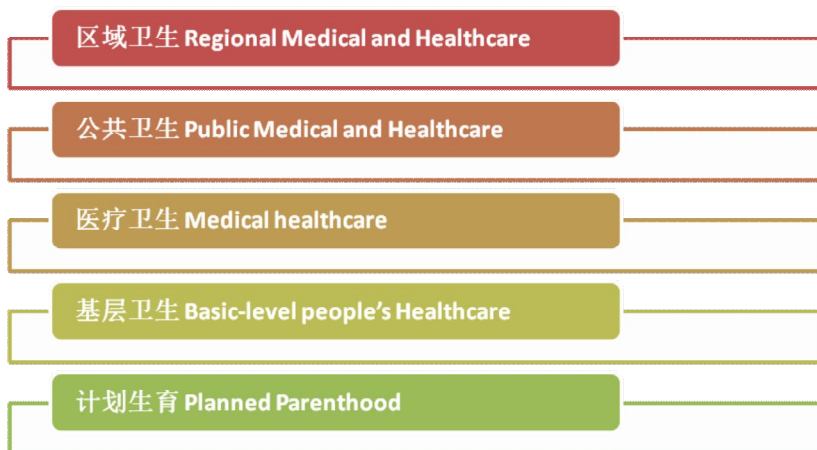 区域卫生 Regional Medical and Healthcare
公共卫生 Public Medical and Healthcare
医疗卫生 Medical healthcare
基层卫生 Basic-level people’s Healthcare
计划生育 Planned Parenthood